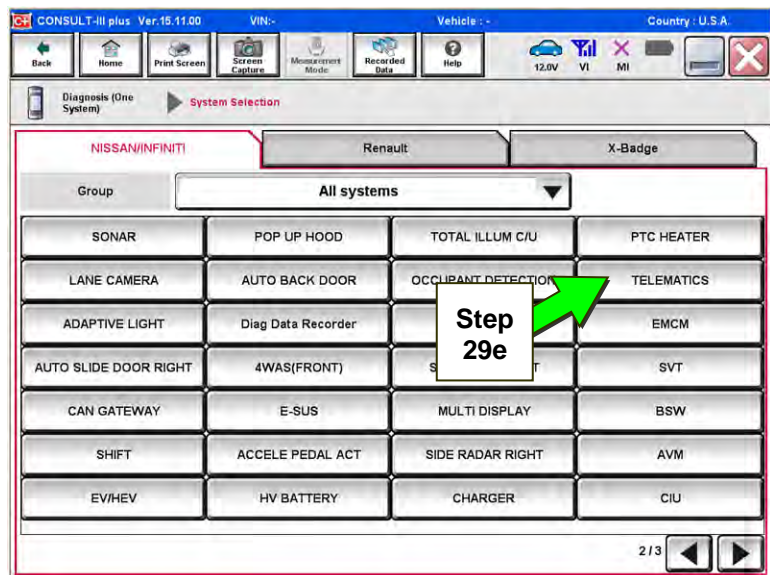 C+ CONSULT-III plus Ver.15.11.00 VIN:- Vehicle : - Country : U.S.A.
Back Home Print Screen Screen Capture Measurement Mode Recorded Data Help 12.0V VI MI
Diagnosis (One System) System Selection
NISSAN/INFINITI Renault X-Badge
Group All systems
SONAR POP UP HOOD TOTAL ILLUM C/U PTC HEATER
LANE CAMERA AUTO BACK DOOR OCCUPANT DETECTION TELEMATICS
ADAPTIVE LIGHT Diag Data Recorder EMCM
Step 29e
AUTO SLIDE DOOR RIGHT 4WAS(FRONT) SVT
CAN GATEWAY E-SUS MULTI DISPLAY BSW
SHIFT ACCELE PEDAL ACT SIDE RADAR RIGHT AVM
EV/HEV HV BATTERY CHARGER CIU
2/3